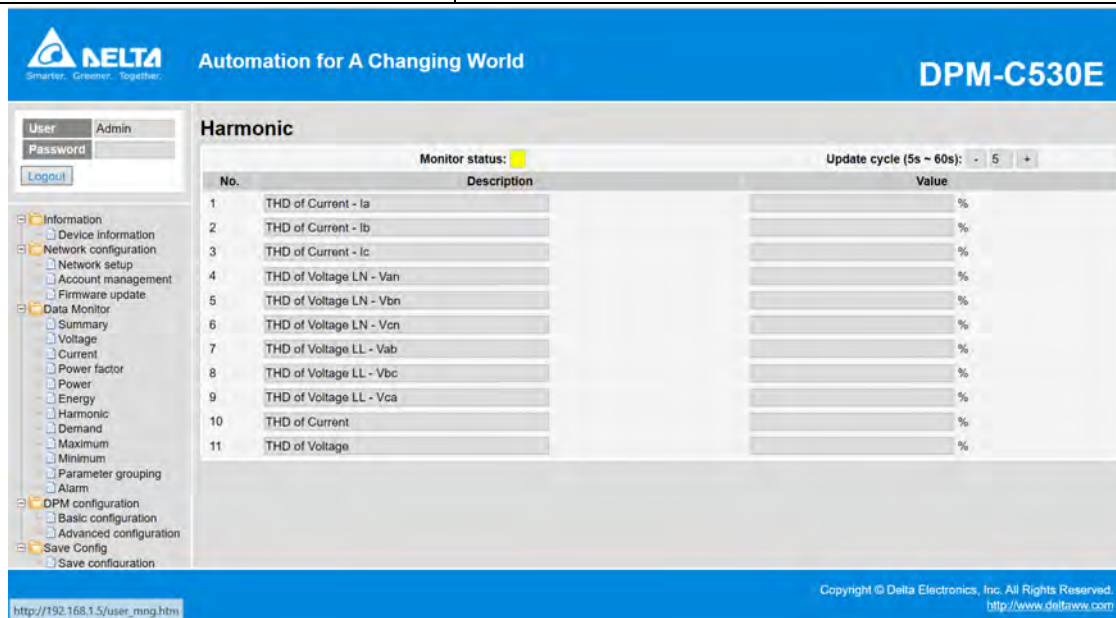 DELTA
Smarter. Greener. Together.
Automation for A Changing World
DPM-C530E
User Admin
Password
Logout
Information
Device information
Network configuration
Network setup
Account management
Firmware update
Data Monitor
Summary
Voltage
Current
Power factor
Power
Energy
Harmonic
Demand
Maximum
Minimum
Parameter grouping
Alarm
DPM configuration
Basic configuration
Advanced configuration
Save Config
Save configuration
Harmonic
Monitor status: Update cycle (5s ~ 60s): - 5 +
No. Description Value
1 THD of Current - Ia %
2 THD of Current - Ib %
3 THD of Current - Ic %
4 THD of Voltage LN - Van %
5 THD of Voltage LN - Vbn %
6 THD of Voltage LN - Vcn %
7 THD of Voltage LL - Vab %
8 THD of Voltage LL - Vbc %
9 THD of Voltage LL - Vca %
10 THD of Current %
11 THD of Voltage %
Copyright © Delta Electronics, Inc. All Rights Reserved.
http://www.deltaww.com
http://192.168.1.5/user_mng.htm